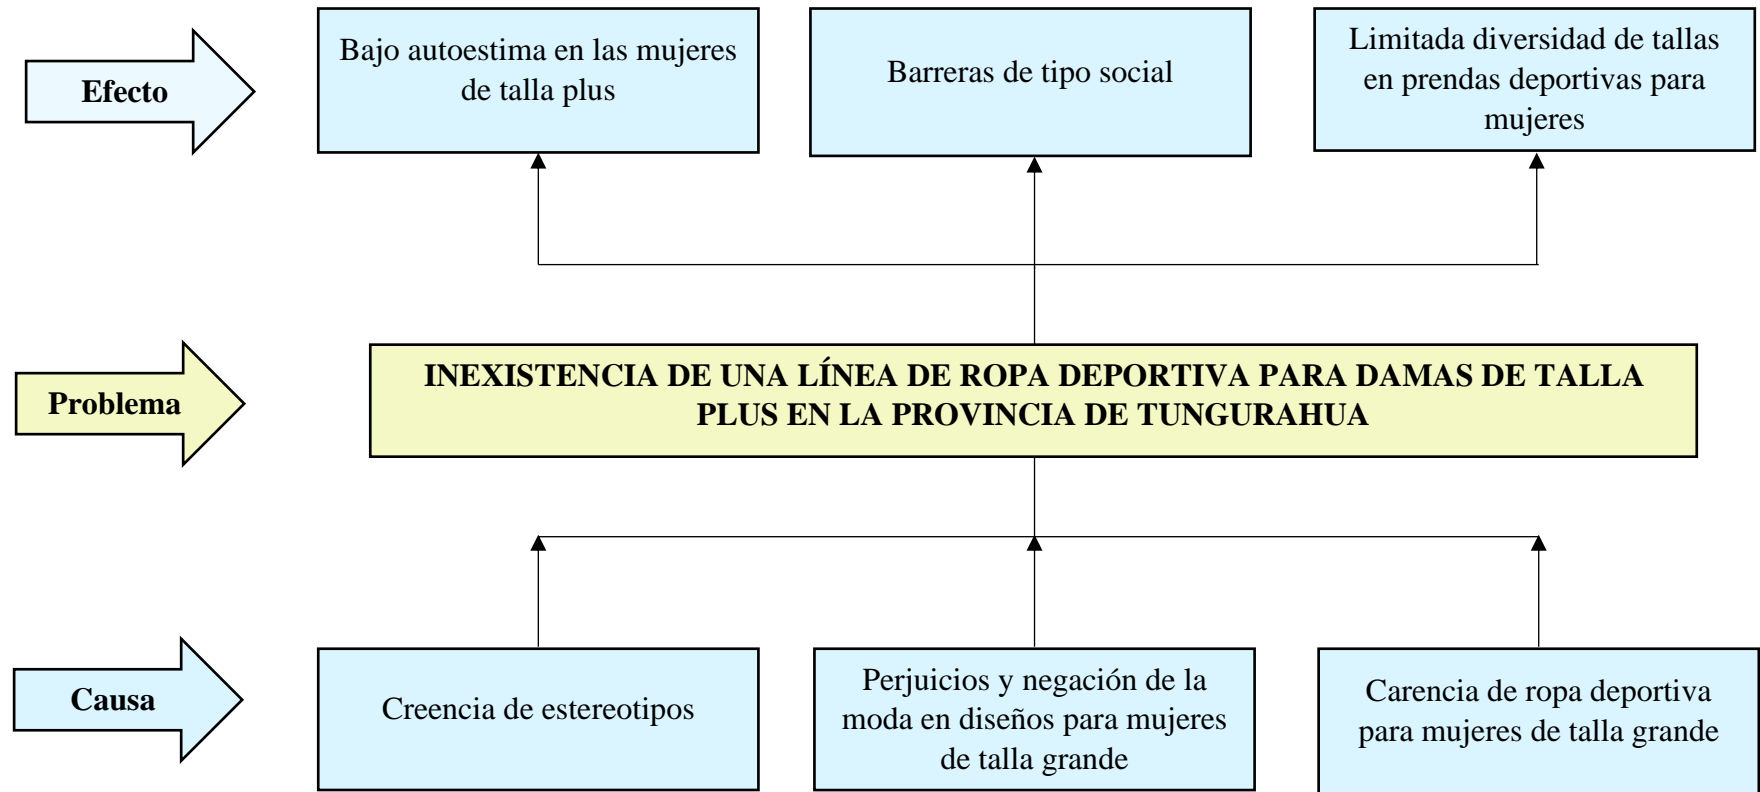 Efecto
Bajo autoestima en las mujeres
de talla plus
Barreras de tipo social
Limitada diversidad de tallas
en prendas deportivas para
mujeres
Problema
INEXISTENCIA DE UNA LÍNEA DE ROPA DEPORTIVA PARA DAMAS DE TALLA
PLUS EN LA PROVINCIA DE TUNGURAHUA
Causa
Creencia de estereotipos
Perjuicios y negación de la
moda en diseños para mujeres
de talla grande
Carencia de ropa deportiva
para mujeres de talla grande